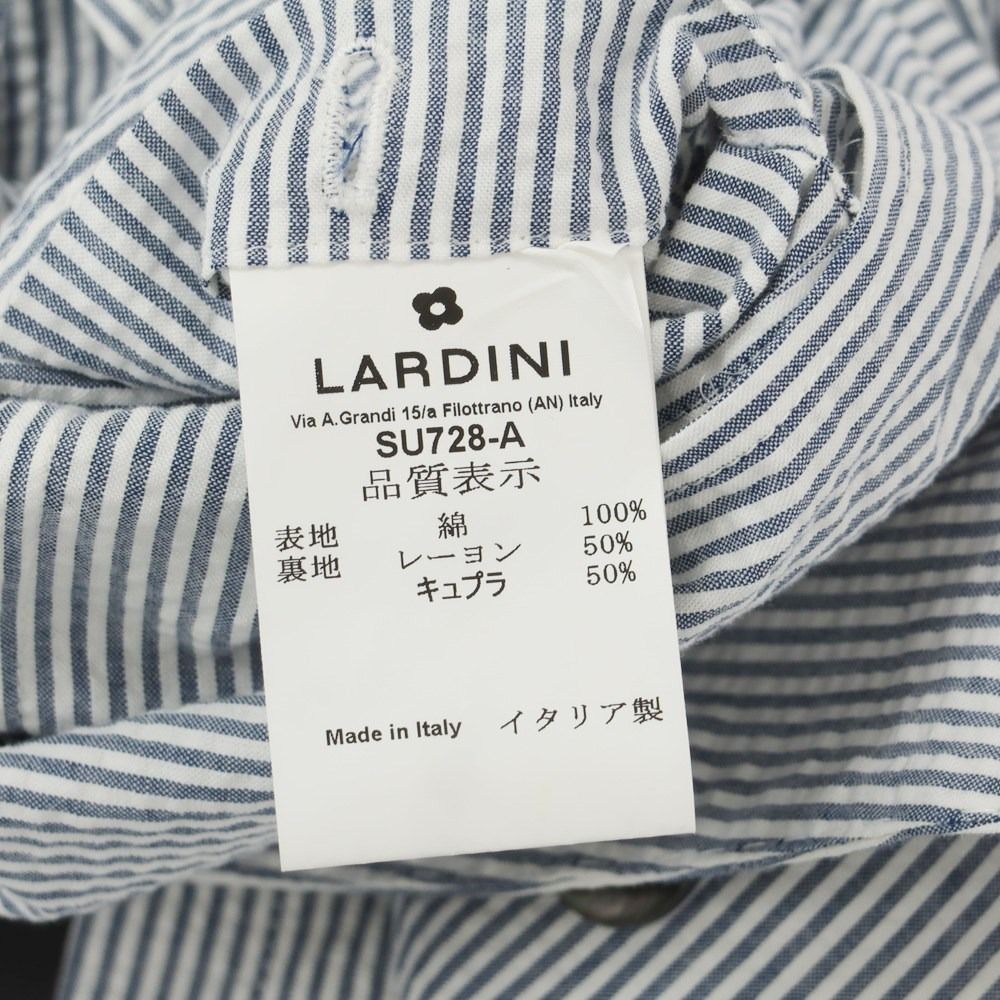 LARDINI
Via A.Grandi 15/a Filottrano (AN) Italy
SU728-A
品質表示
表地 綿 100%
裏地 レーヨン 50%
キュプラ 50%
Made in Italy イタリア製